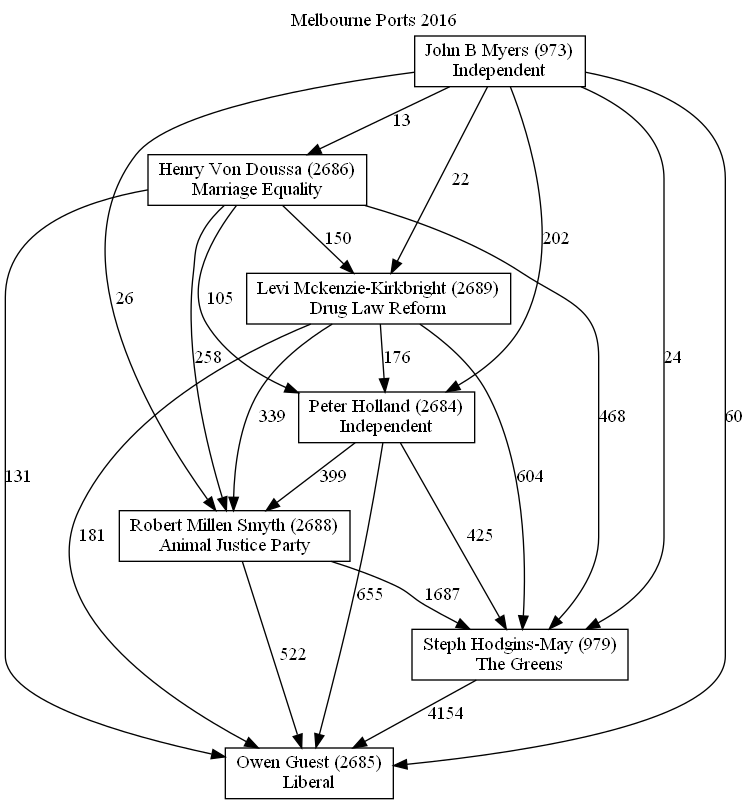 Melbourne Ports 2016
John B Myers (973)
Independent
13
Henry Von Doussa (2686)
Marriage Equality
22
150
202
Levi Mckenzie-Kirkbright (2689)
Drug Law Reform
26
105
258
176
24
Peter Holland (2684)
Independent
339
468
60
131
399
604
Robert Millen Smyth (2688)
Animal Justice Party
181
425
655
1687
Steph Hodgins-May (979)
The Greens
522
4154
Owen Guest (2685)
Liberal